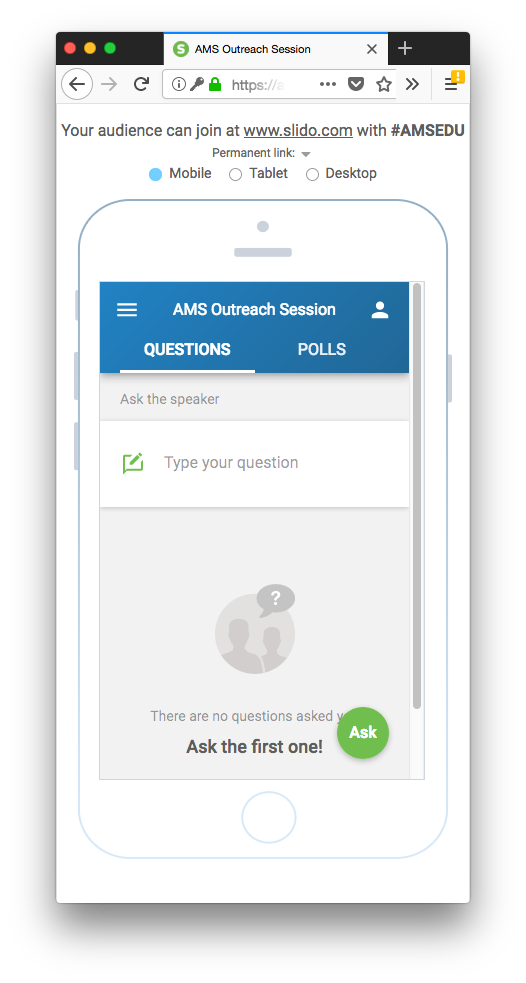 S AMS Outreach Session
https://
Your audience can join at www.slido.com with #AMSEDU
Permanent link:
Mobile Tablet Desktop
AMS Outreach Session
QUESTIONS POLLS
Ask the speaker
Type your question
?
There are no questions asked
Ask the first one!
Ask